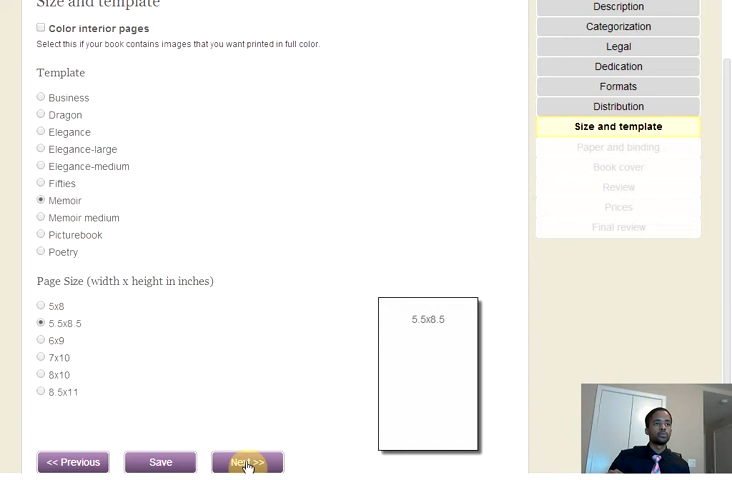 Size and template
Color interior pages
Select this if your book contains images that you want printed in full color.
Template
Business
Dragon
Elegance
Elegance-large
Elegance-medium
Fifties
Memoir
Memoir medium
Picturebook
Poetry
Page Size (width x height in inches)
5x8
5.5x8.5
6x9
7x10
8x10
8.5x11
5.5x8.5
<< Previous
Save
Next >>
Description
Categorization
Legal
Dedication
Formats
Distribution
Size and template
Paper and binding
Book cover
Review
Prices
Final review